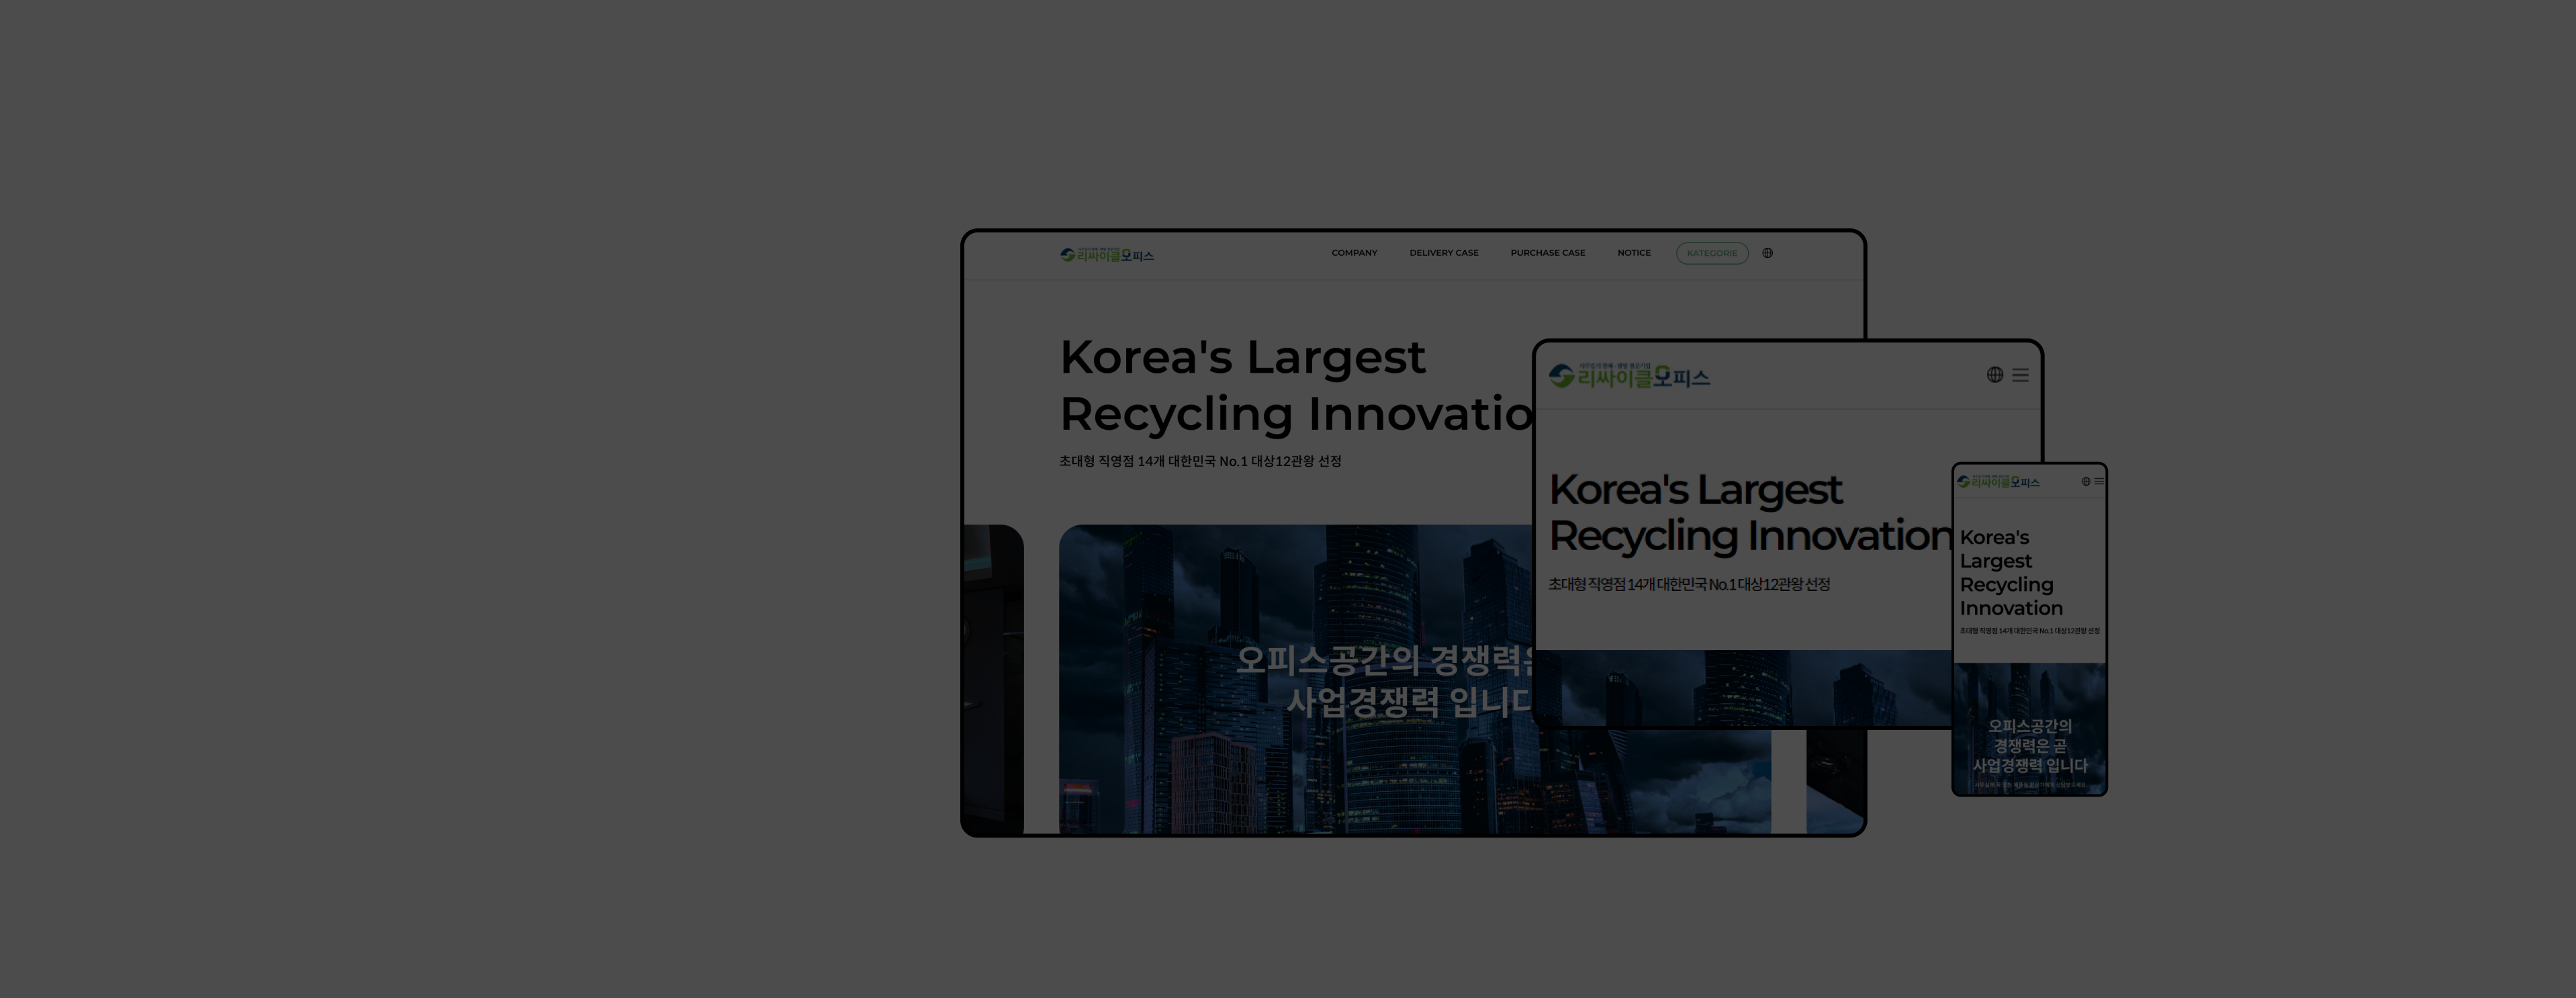 리싸이클오피스
COMPANY DELIVERY CASE PURCHASE CASE NOTICE KATEGORIE
Korea's Largest
Recycling Innovatio
초대형 직영점 14개 대한민국 No.1 대상12관왕 선정
오피스공간의 경쟁력은
사업경쟁력 입니다
리싸이클오피스
Korea's Largest
Recycling Innovation
초대형 직영점 14개 대한민국 No.1 대상12관왕 선정
리싸이클오피스
Korea's
Largest
Recycling
Innovation
초대형 직영점 14개 대한민국 No.1 대상12관왕 선정
오피스공간의
경쟁력은 곧
사업경쟁력 입니다